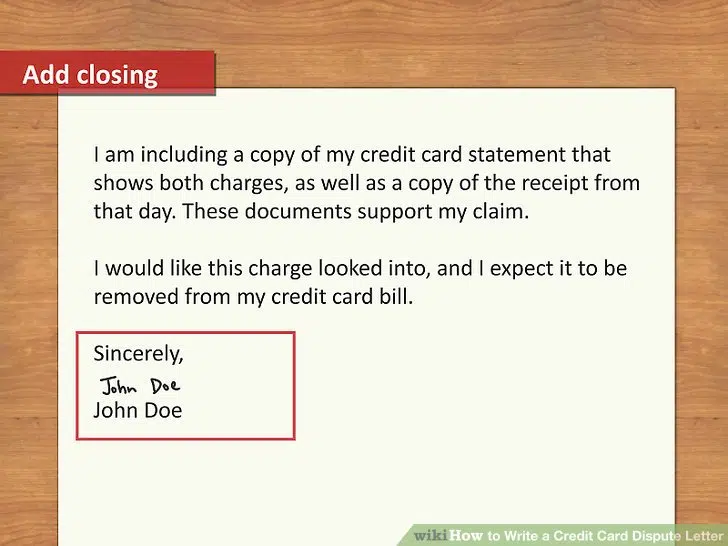 Add closing
I am including a copy of my credit card statement that
shows both charges, as well as a copy of the receipt from
that day. These documents support my claim.
I would like this charge looked into, and I expect it to be
removed from my credit card bill.
Sincerely,
John Doe
John Doe
wikiHow to Write a Credit Card Dispute Letter